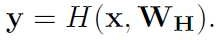 y = H(x, W_H).